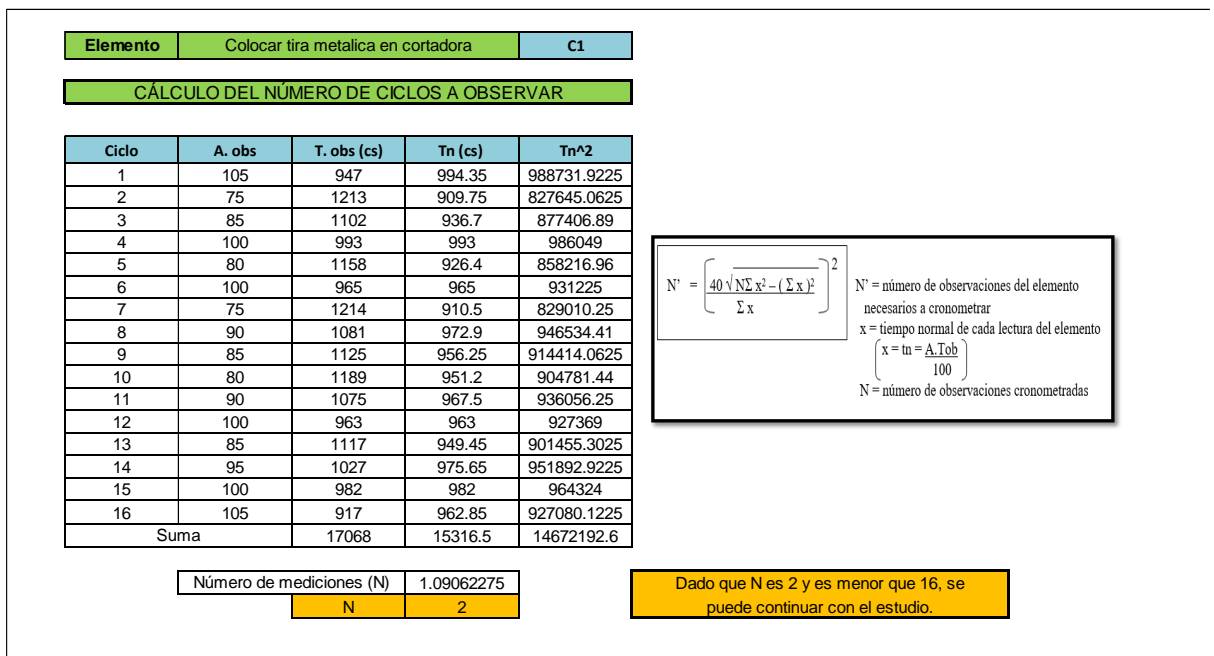 Elemento Colocar tira metalica en cortadora C1
CÁLCULO DEL NÚMERO DE CICLOS A OBSERVAR
Ciclo A. obs T. obs (cs) Tn (cs) Tn^2
1 105 947 994.35 988731.9225
2 75 1213 909.75 827645.0625
3 85 1102 936.7 877406.89
4 100 993 993 986049
5 80 1158 926.4 858216.96
6 100 965 965 931225
7 75 1214 910.5 829010.25
8 90 1081 972.9 946534.41
9 85 1125 956.25 914414.0625
10 80 1189 951.2 904781.44
11 90 1075 967.5 936056.25
12 100 963 963 927369
13 85 1117 949.45 901455.3025
14 95 1027 975.65 951892.9225
15 100 982 982 964324
16 105 917 962.85 927080.1225
Suma 17068 15316.5 14672192.6
N' = (40 √ NΣ x² – ( Σ x )² / Σ x)²
N' = número de observaciones del elemento
necesarios a cronometrar
x = tiempo normal de cada lectura del elemento
(x = tn = A.Tob / 100)
N = número de observaciones cronometradas
Número de mediciones (N) 1.09062275
N 2
Dado que N es 2 y es menor que 16, se
puede continuar con el estudio.